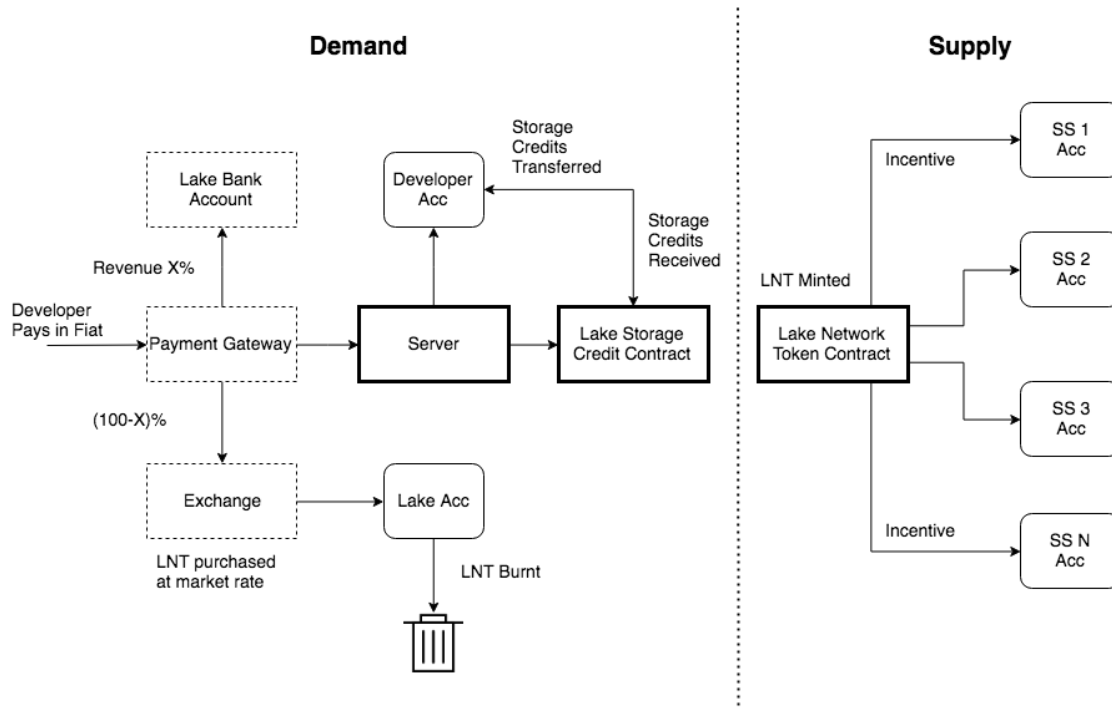 Demand
Supply
Storage
Credits
Transferred
SS 1
Acc
Incentive
Lake Bank
Account
Developer
Acc
Storage
Credits
Received
SS 2
Acc
Revenue X%
LNT Minted
Developer
Pays in Fiat
Payment Gateway
Server
Lake Storage
Credit Contract
Lake Network
Token Contract
(100-X)%
SS 3
Acc
Exchange
Lake Acc
LNT purchased
at market rate
LNT Burnt
Incentive
SS N
Acc